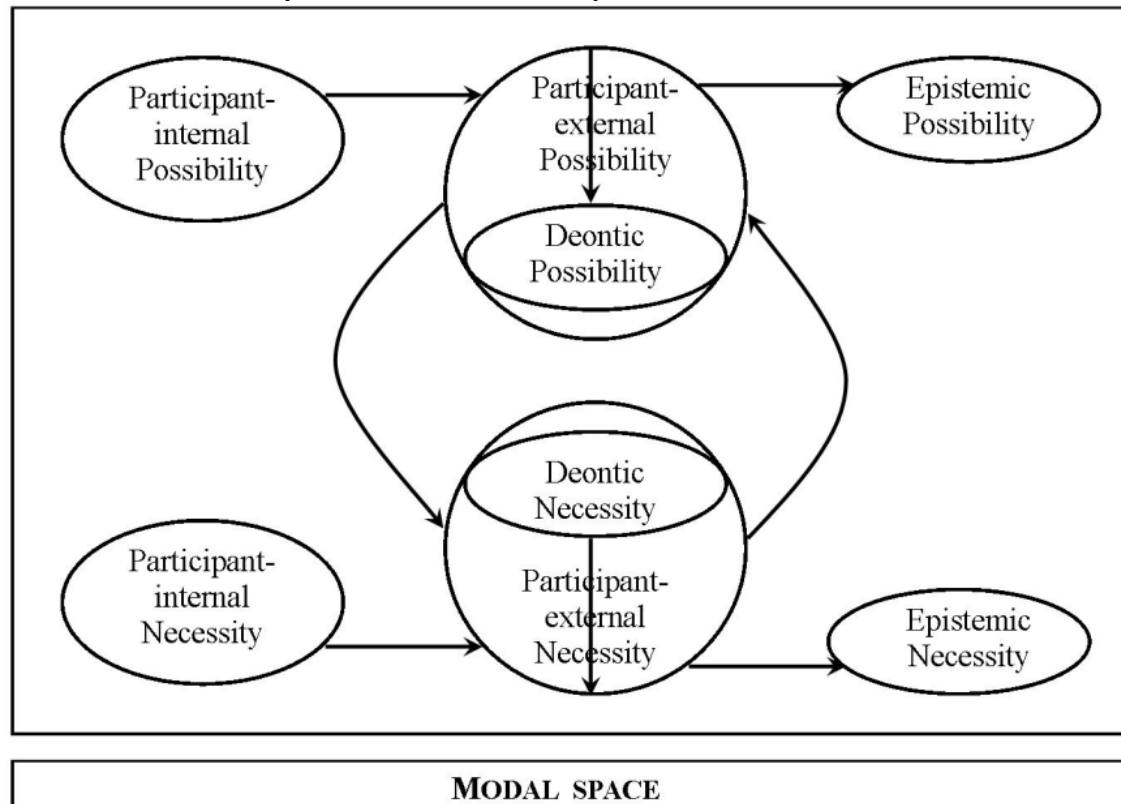 Participant-
internal
Possibility
Participant-
external
Possibility
Deontic
Possibility
Epistemic
Possibility
Participant-
internal
Necessity
Deontic
Necessity
Participant-
external
Necessity
Epistemic
Necessity
MODAL SPACE